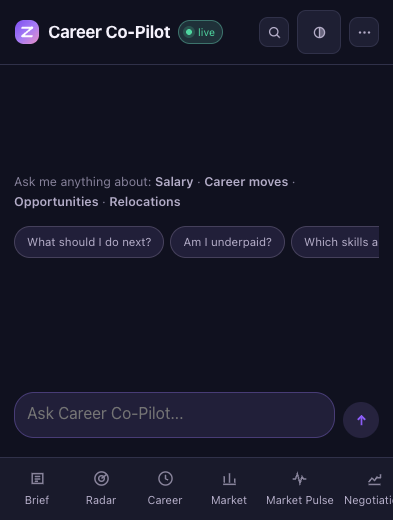 Career Co-Pilot live
Ask me anything about: Salary · Career moves ·
Opportunities · Relocations
What should I do next? Am I underpaid? Which skills a
Ask Career Co-Pilot...
Brief Radar Career Market Market Pulse Negotiati